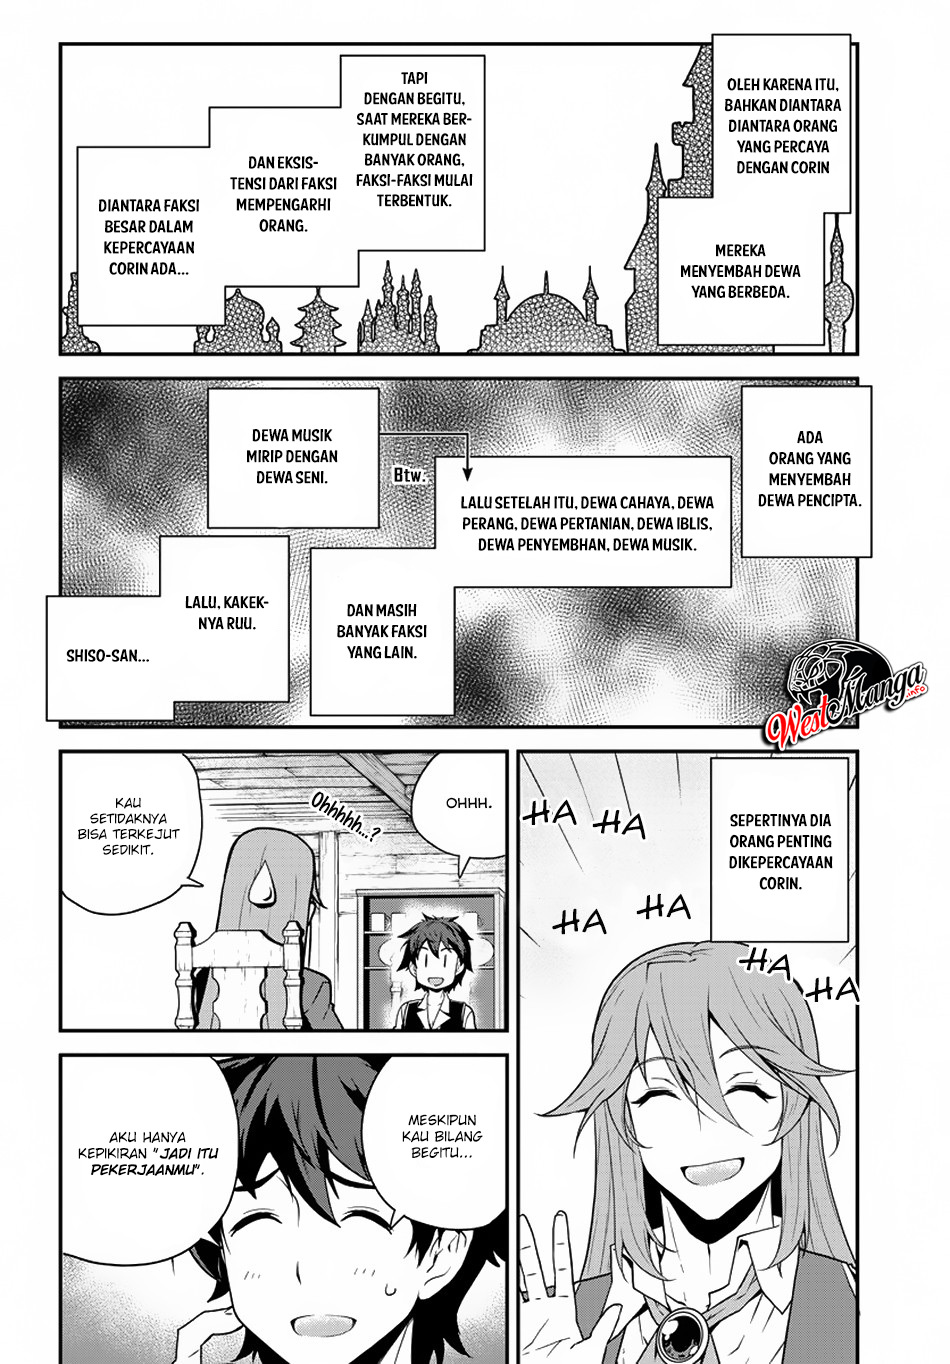 OLEH KARENA ITU,
BAHKAN DIANTARA
DIANTARA ORANG
YANG PERCAYA
DENGAN CORIN
MEREKA
MENYEMBAH DEWA
YANG BERBEDA.
TAPI
DENGAN BEGITU,
SAAT MEREKA BER-
KUMPUL DENGAN
BANYAK ORANG,
FAKSI-FAKSI MULAI
TERBENTUK.
DAN EKSIS-
TENSI DARI FAKSI
MEMPENGARHI
ORANG.
DIANTARA FAKSI
BESAR DALAM
KEPERCAYAAN
CORIN ADA...
ADA
ORANG YANG
MENYEMBAH
DEWA PENCIPTA.
LALU SETELAH ITU, DEWA CAHAYA, DEWA
PERANG, DEWA PERTANIAN, DEWA IBLIS,
DEWA PENYEMBHAN, DEWA MUSIK.
Btw.
DEWA MUSIK
MIRIP DENGAN
DEWA SENI.
DAN MASIH
BANYAK FAKSI
YANG LAIN.
LALU, KAKEK-
NYA RUU.
SHISO-SAN...
WestManga
.info
SEPERTINYA DIA
ORANG PENTING
DIKEPERCAYAAN
CORIN.
HA HA
HA HA
HA HA
OHHH.
Ohhhhh...?
KAU
SETIDAKNYA
BISA TERKEJUT
SEDIKIT.
MESKIPUN
KAU BILANG
BEGITU...
AKU HANYA
KEPIKIRAN "JADI ITU
PEKERJAANMU".